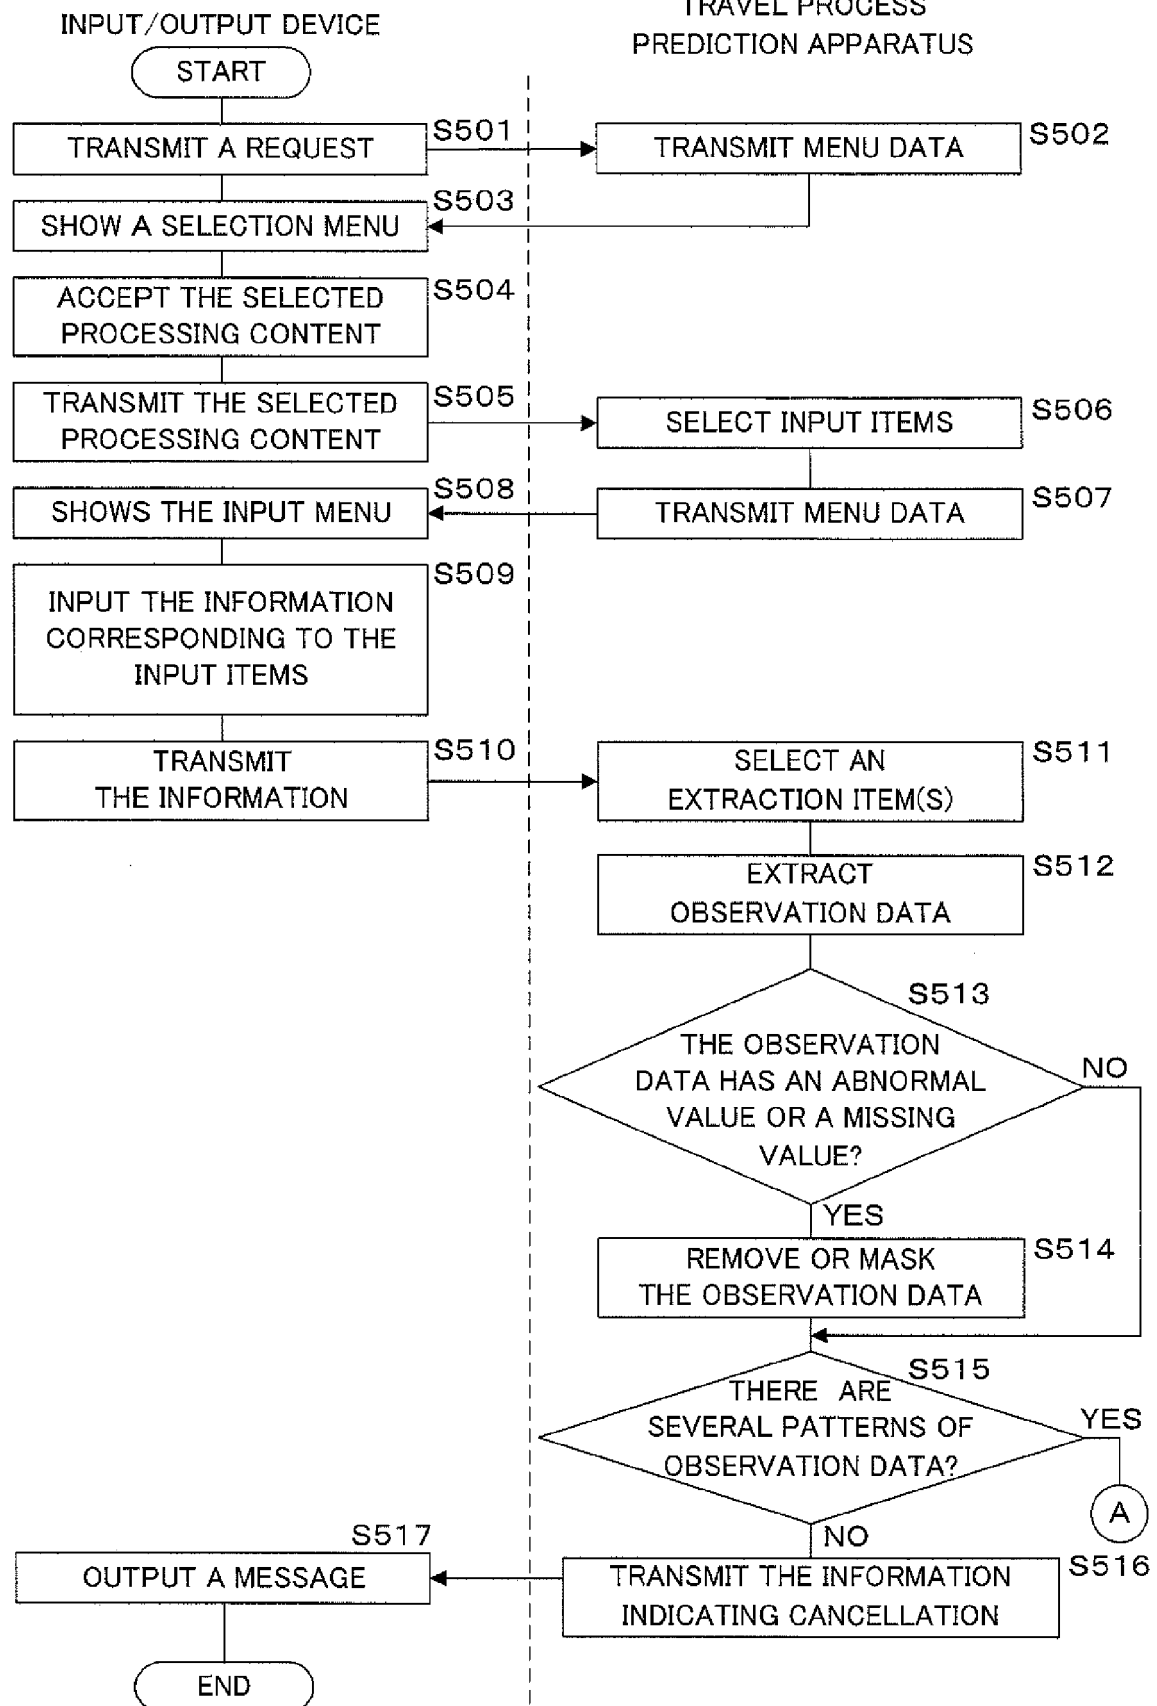 INPUT/OUTPUT DEVICE
TRAVEL PROCESS
PREDICTION APPARATUS
START
TRANSMIT A REQUEST
S501
TRANSMIT MENU DATA
S502
SHOW A SELECTION MENU
S503
ACCEPT THE SELECTED
PROCESSING CONTENT
S504
TRANSMIT THE SELECTED
PROCESSING CONTENT
S505
SELECT INPUT ITEMS
S506
SHOWS THE INPUT MENU
S508
TRANSMIT MENU DATA
S507
INPUT THE INFORMATION
CORRESPONDING TO THE
INPUT ITEMS
S509
TRANSMIT
THE INFORMATION
S510
SELECT AN
EXTRACTION ITEM(S)
S511
EXTRACT
OBSERVATION DATA
S512
S513
THE OBSERVATION
DATA HAS AN ABNORMAL
VALUE OR A MISSING
VALUE?
NO
YES
REMOVE OR MASK
THE OBSERVATION DATA
S514
S515
THERE ARE
SEVERAL PATTERNS OF
OBSERVATION DATA?
YES
A
NO
S517
OUTPUT A MESSAGE
TRANSMIT THE INFORMATION
INDICATING CANCELLATION
S516
END